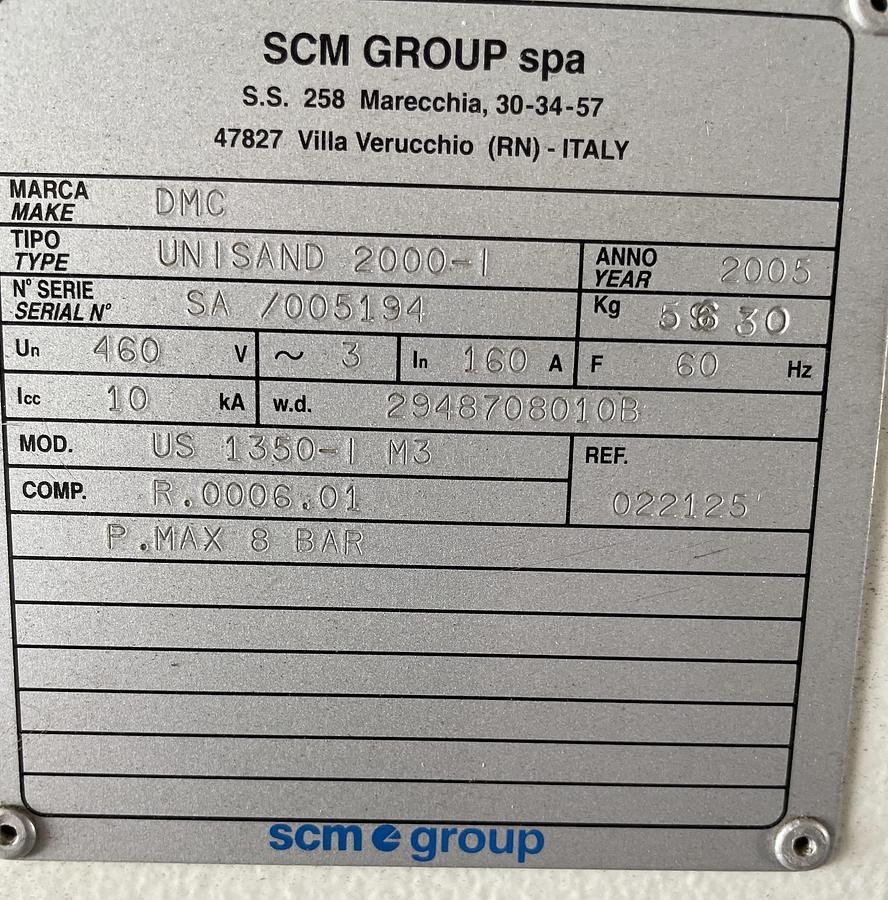 SCM GROUP spa
S.S. 258 Marecchia, 30-34-57
47827 Villa Verucchio (RN) - ITALY
MARCA
MAKE DMC
TIPO
TYPE UNISAND 2000-I
ANNO
YEAR 2005
N° SERIE
SERIAL N° SA /005194
Kg
Un 460 V
~ 3
In 160 A
F 60 Hz
Icc 10 kA
w.d. 2948708010B
MOD. US 1350-I M3
REF. 022125
COMP. R.0006.01
P.MAX 8 BAR
scm group